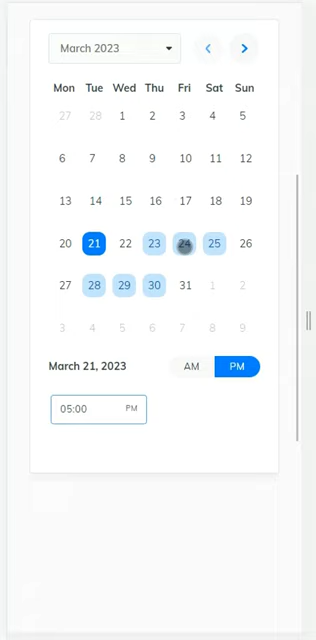 March 2023
Mon Tue Wed Thu Fri Sat Sun
27 28 1 2 3 4 5
6 7 8 9 10 11 12
13 14 15 16 17 18 19
20 21 22 23 24 25 26
27 28 29 30 31 1 2
3 4 5 6 7 8 9
March 21, 2023 AM PM
05:00 PM